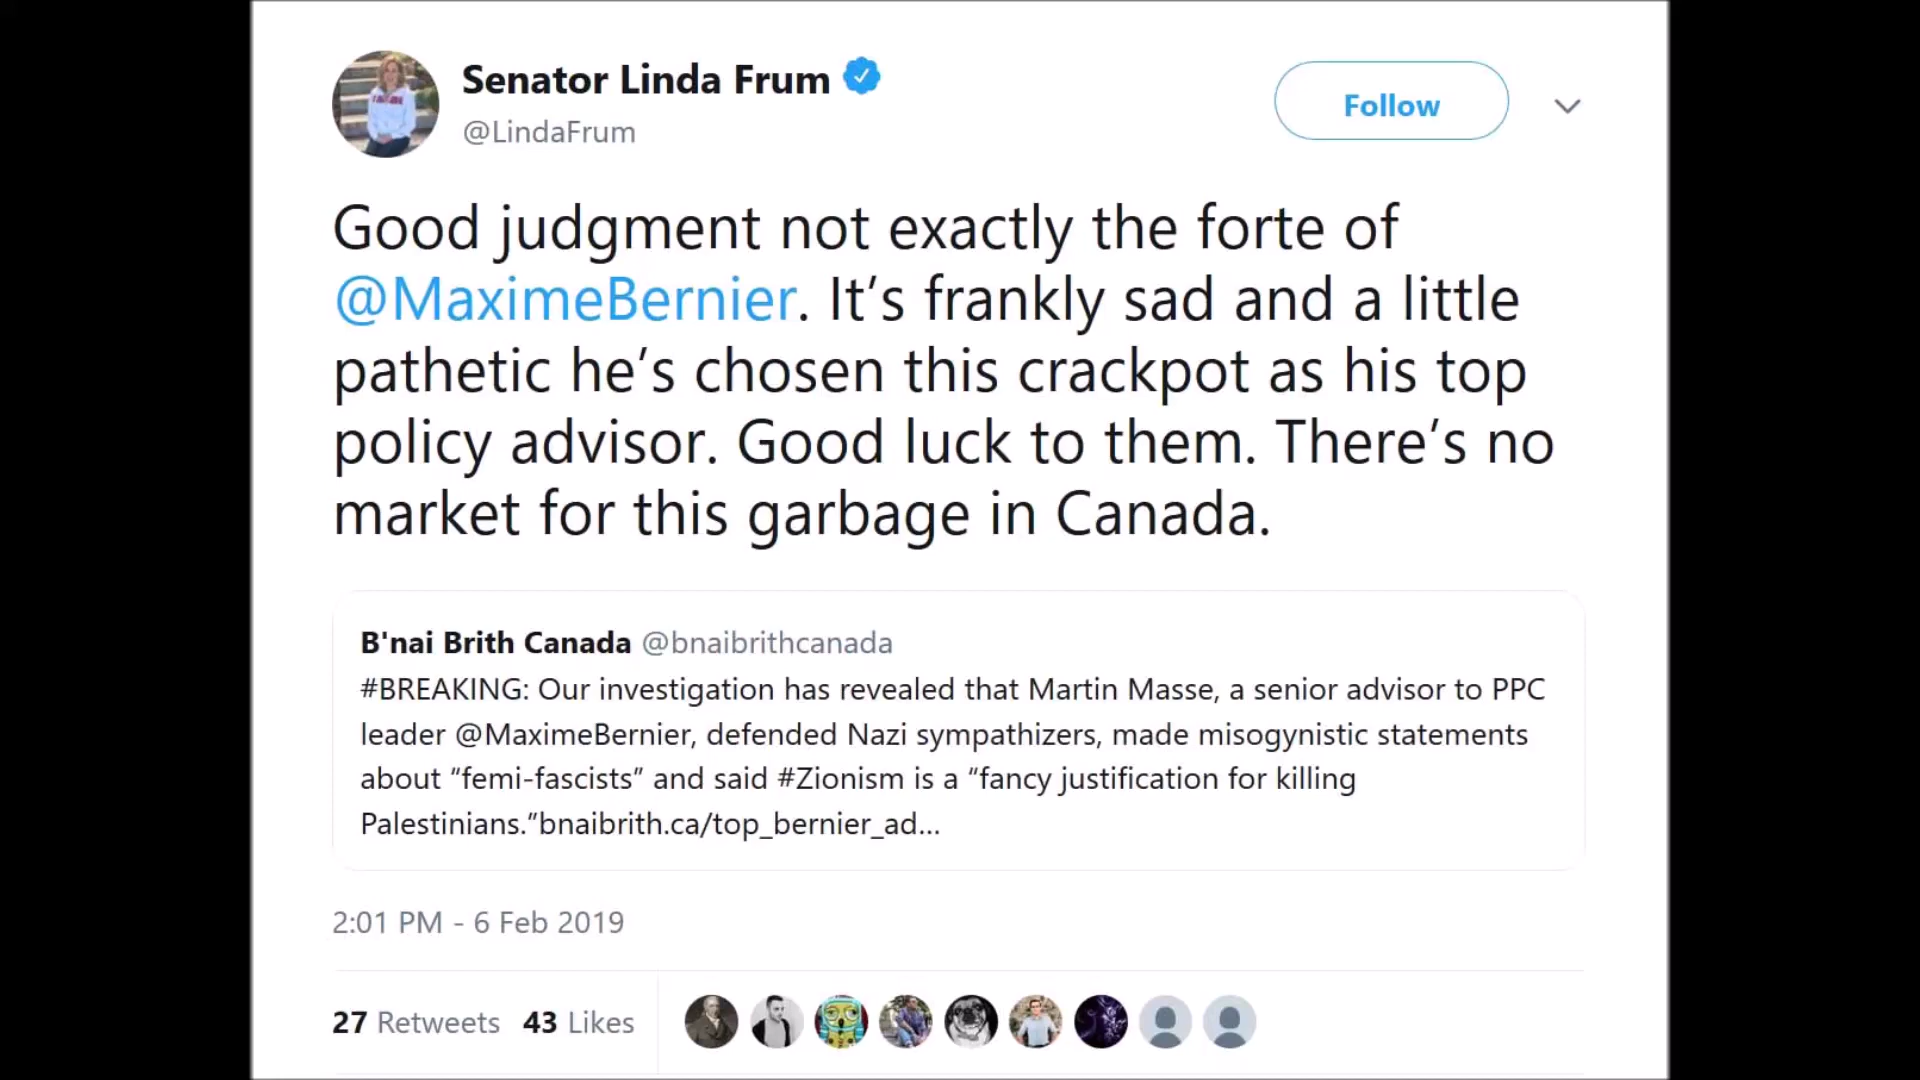 Senator Linda Frum
@LindaFrum
Follow
Good judgment not exactly the forte of
@MaximeBernier. It’s frankly sad and a little
pathetic he’s chosen this crackpot as his top
policy advisor. Good luck to them. There’s no
market for this garbage in Canada.
B'nai Brith Canada @bnaibrithcanada
#BREAKING: Our investigation has revealed that Martin Masse, a senior advisor to PPC
leader @MaximeBernier, defended Nazi sympathizers, made misogynistic statements
about “femi-fascists” and said #Zionism is a “fancy justification for killing
Palestinians.”bnaibrith.ca/top_bernier_ad...
2:01 PM - 6 Feb 2019
27 Retweets 43 Likes